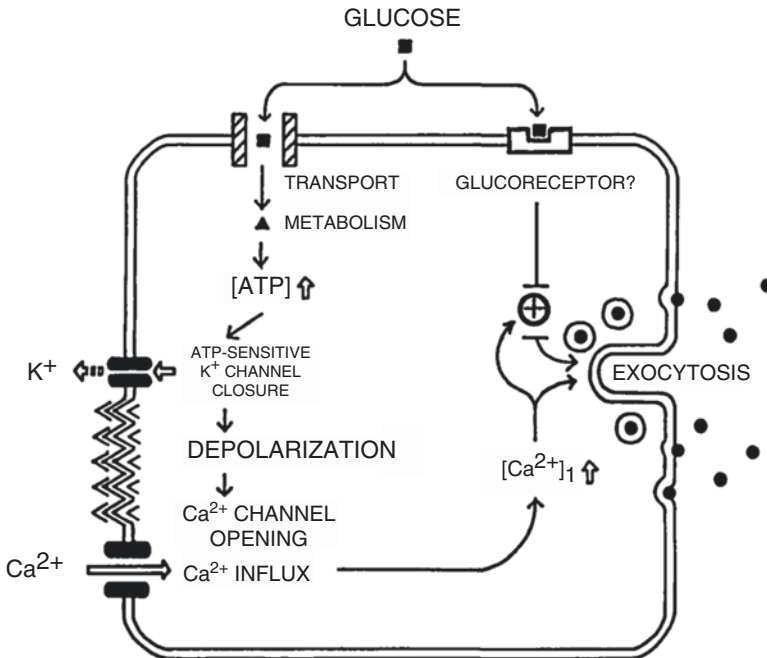 GLUCOSE
TRANSPORT
GLUCORECEPTOR?
METABOLISM
[ATP]
ATP-SENSITIVE
K⁺ CHANNEL
CLOSURE
K⁺
EXOCYTOSIS
DEPOLARIZATION
[Ca²⁺]₁
Ca²⁺ CHANNEL
OPENING
Ca²⁺
Ca²⁺ INFLUX